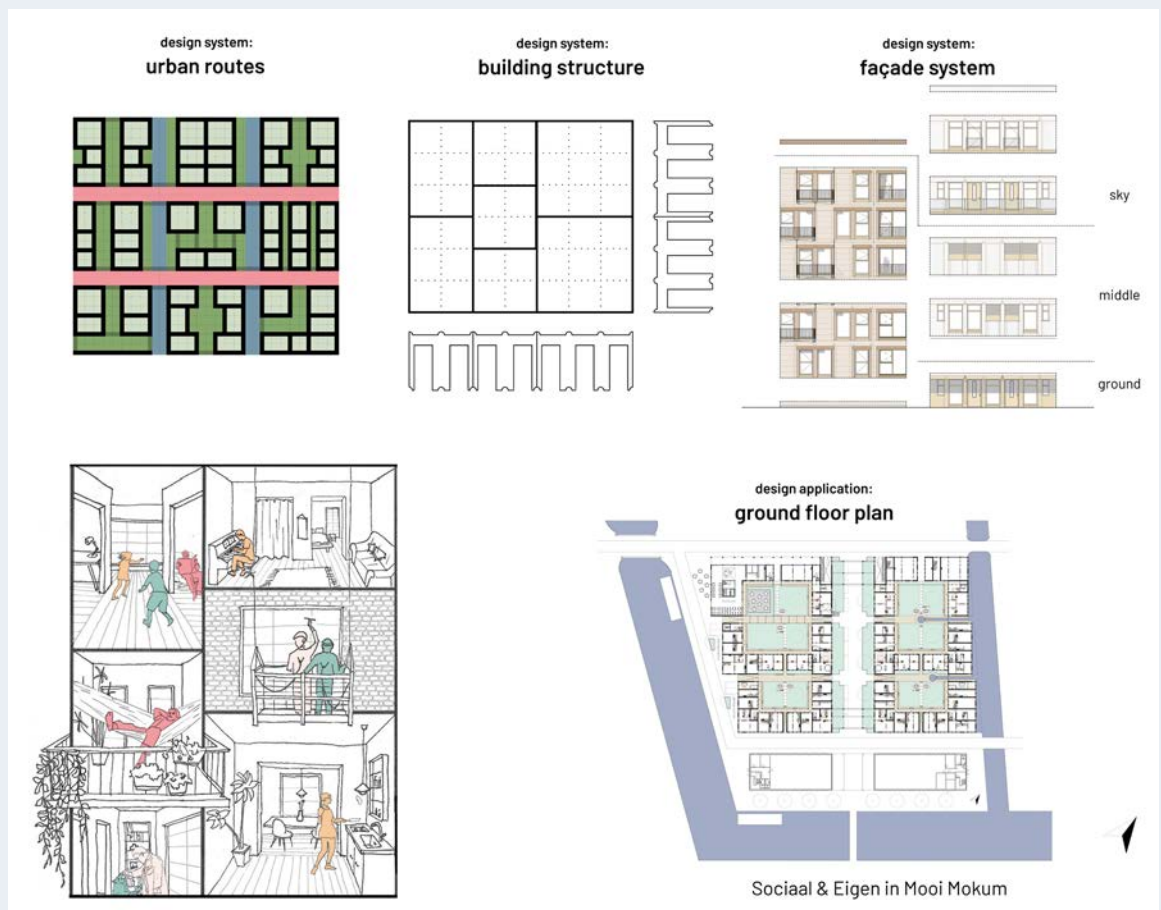 design system:
urban routes
design system:
building structure
design system:
façade system
sky
middle
ground
design application:
ground floor plan
Sociaal & Eigen in Mooi Mokum